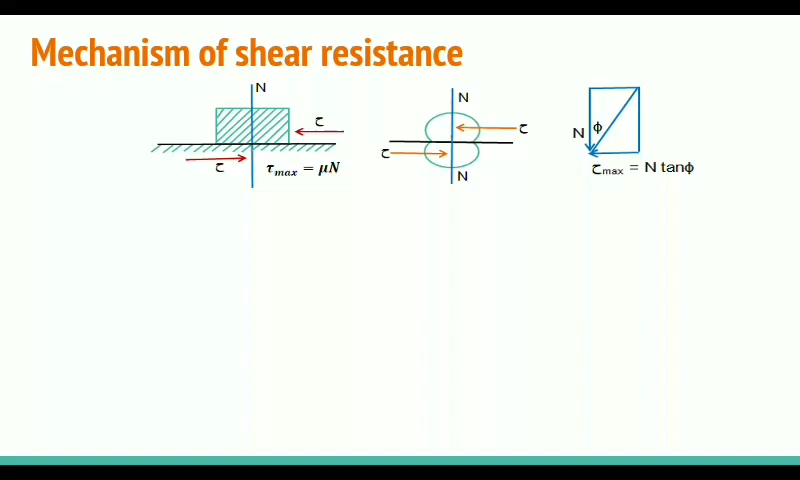 Mechanism of shear resistance
N
τ
τ
τmax = μN
N
τ
τ
N
N
ϕ
τmax = N tanϕ